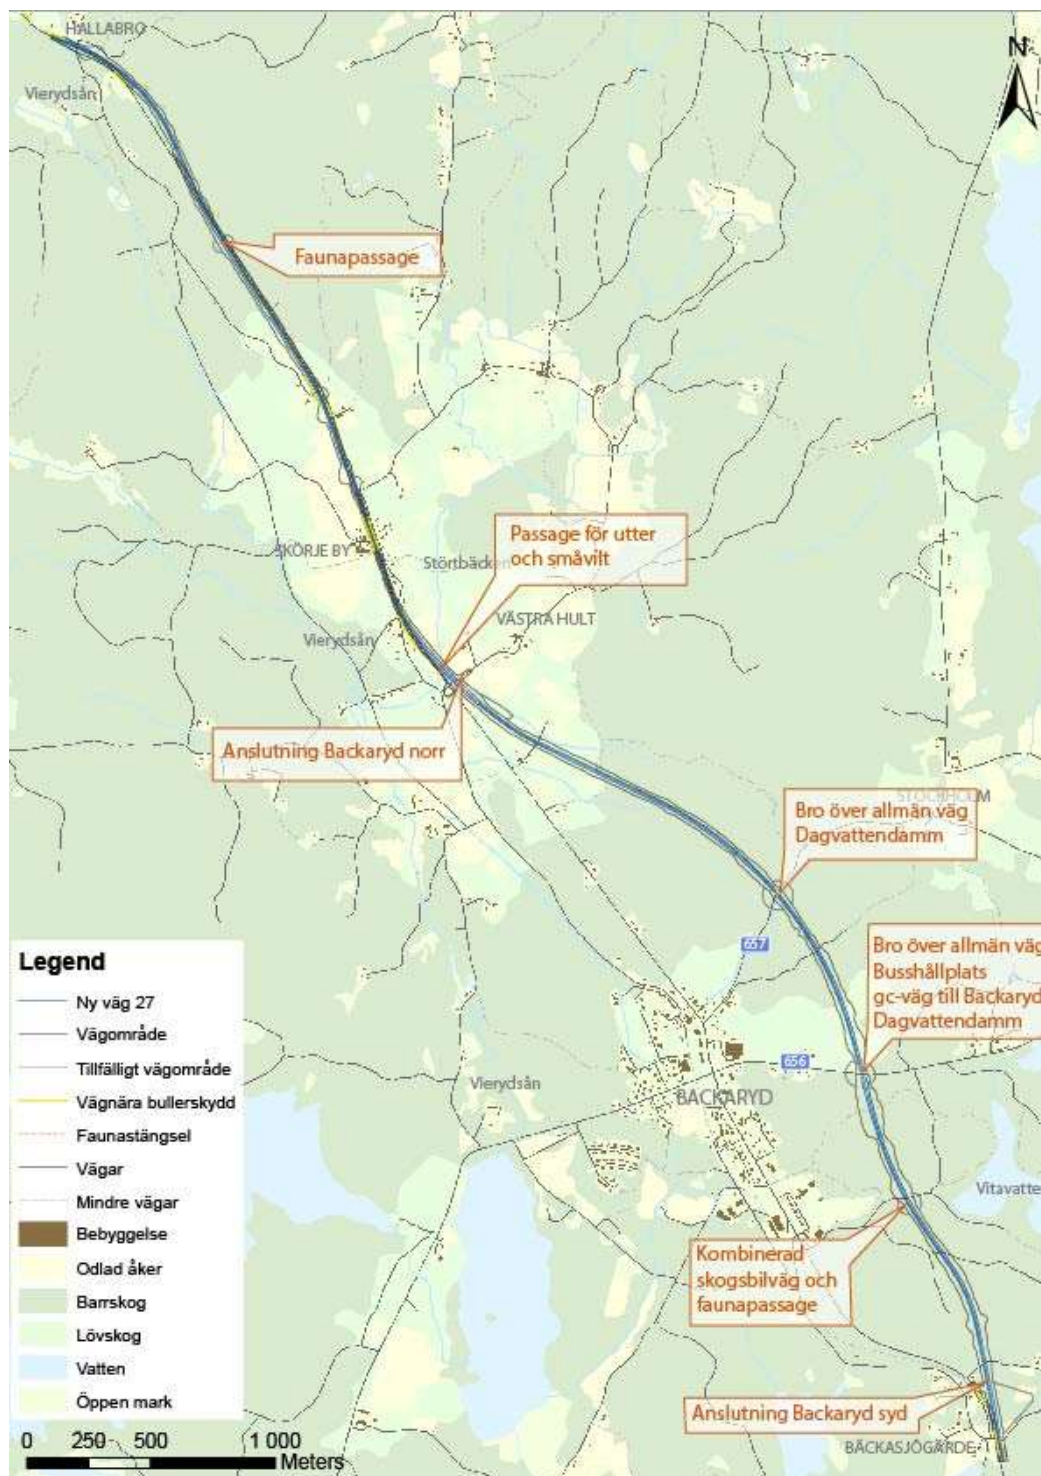 HALLABRO
N
Vierydsån
Faunapassage
Passage för utter
och småvilt
SKÖRJE BY
Störtbäcken
VÄSTRA HULT
Vierydsån
Anslutning Backaryd norr
STOCKHOLM
Bro över allmän väg
Dagvattendamm
657
Bro över allmän väg
Busshållplats
gc-väg till Backaryd
Dagvattendamm
656
Vierydsån
BACKARYD
Vitavatte
Kombinerad
skogsbilväg och
faunapassage
Anslutning Backaryd syd
BÄCKASJÖGÄRDE
Legend
Ny väg 27
Vägområde
Tillfälligt vägområde
Vägnära bullerskydd
Faunastängsel
Vägar
Mindre vägar
Bebyggelse
Odlad åker
Barrskog
Lövskog
Vatten
Öppen mark
0 250 500 1 000
Meters